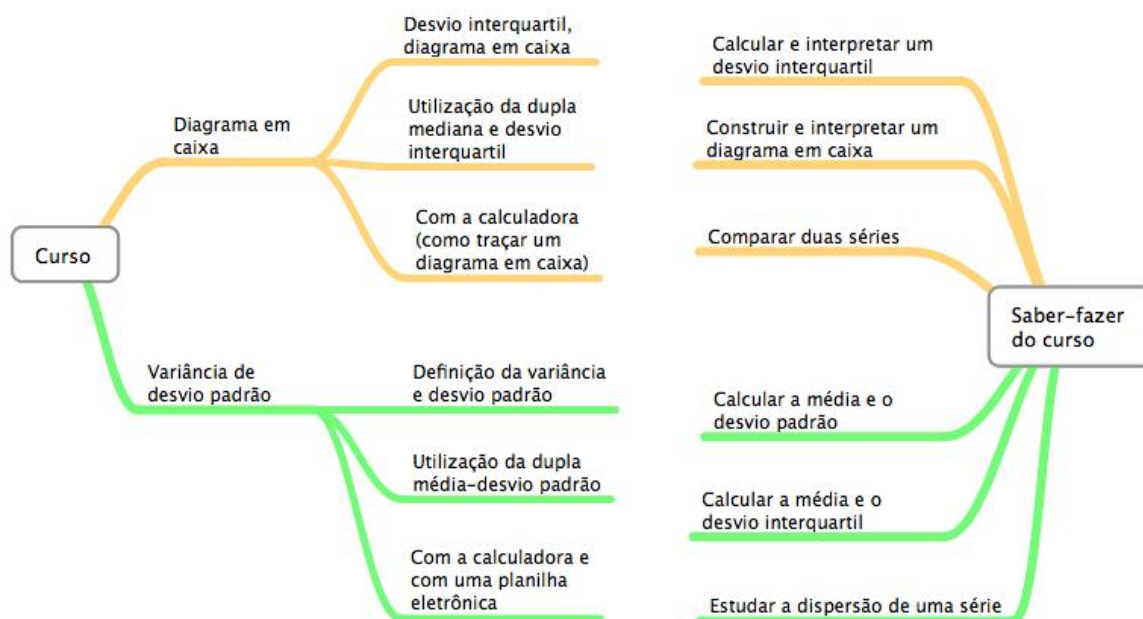 Curso
Diagrama em
caixa
Desvio interquartil,
diagrama em caixa
Utilização da dupla
mediana e desvio
interquartil
Com a calculadora
(como traçar um
diagrama em caixa)
Variância de
desvio padrão
Definição da variância
e desvio padrão
Utilização da dupla
média-desvio padrão
Com a calculadora e
com uma planilha
eletrônica
Saber-fazer
do curso
Calcular e interpretar um
desvio interquartil
Construir e interpretar um
diagrama em caixa
Comparar duas séries
Calcular a média e o
desvio padrão
Calcular a média e o
desvio interquartil
Estudar a dispersão de uma série